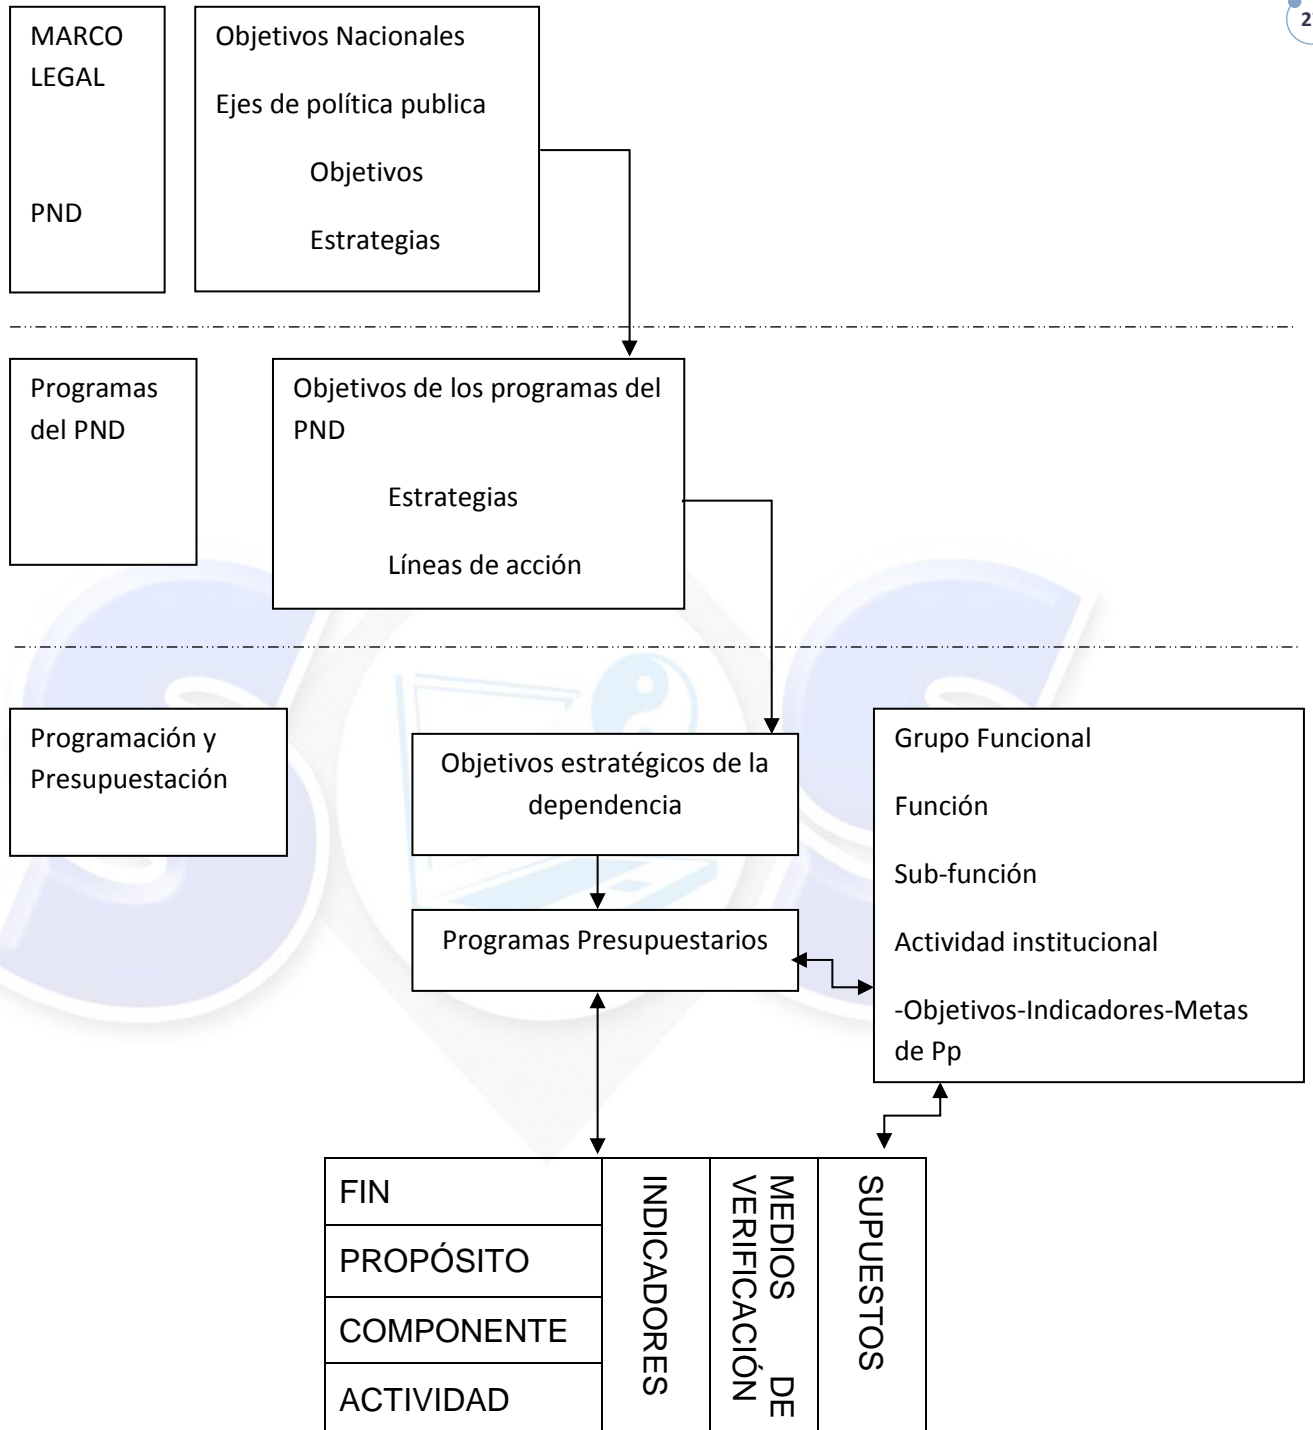 2
MARCO
LEGAL
PND
Objetivos Nacionales
Ejes de política publica
Objetivos
Estrategias
Programas
del PND
Objetivos de los programas del
PND
Estrategias
Líneas de acción
Programación y
Presupuestación
Objetivos estratégicos de la
dependencia
Programas Presupuestarios
Grupo Funcional
Función
Sub-función
Actividad institucional
-Objetivos-Indicadores-Metas
de Pp
FIN
PROPÓSITO
COMPONENTE
ACTIVIDAD
INDICADORES
MEDIOS DE
VERIFICACIÓN
SUPUESTOS